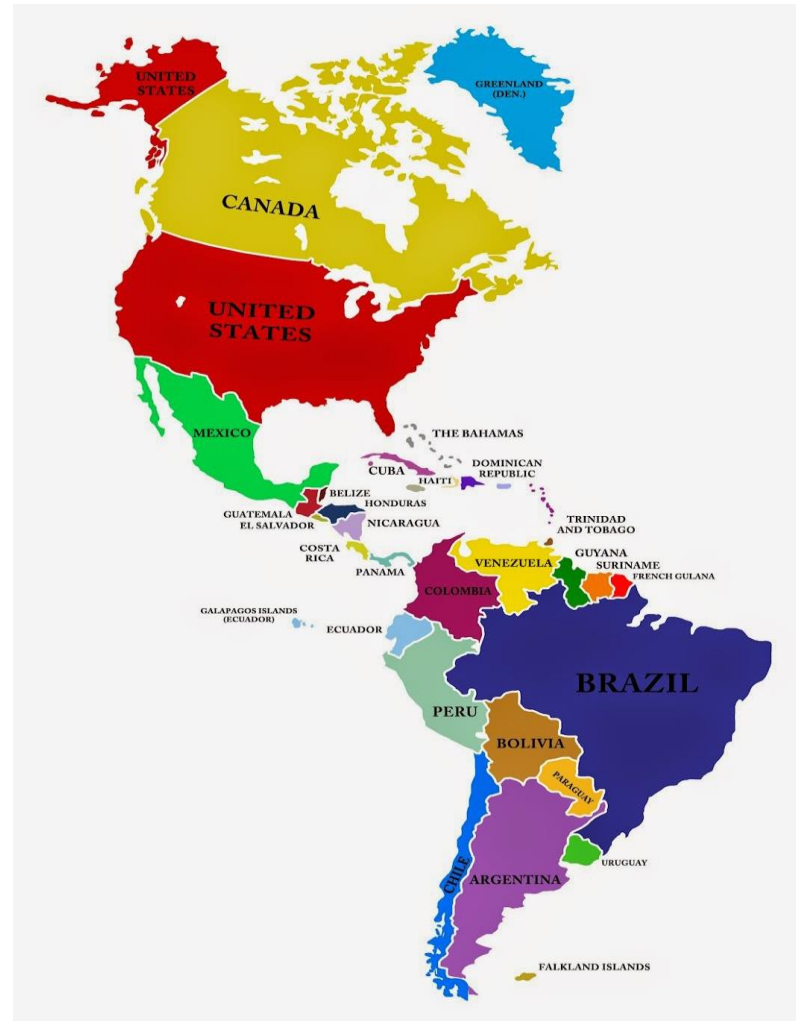 UNITED
STATES
GREENLAND
(DEN.)
CANADA
UNITED
STATES
MEXICO
THE BAHAMAS
CUBA
HAITI
DOMINICAN
REPUBLIC
BELIZE
HONDURAS
GUATEMALA
EL SALVADOR
NICARAGUA
TRINIDAD
AND TOBAGO
COSTA
RICA
PANAMA
VENEZUELA
GUYANA
SURINAME
FRENCH GULANA
COLOMBIA
GALAPAGOS ISLANDS
(ECUADOR)
ECUADOR
BRAZIL
PERU
BOLIVIA
PARAGUAY
URUGUAY
CHILE
ARGENTINA
FALKLAND ISLANDS